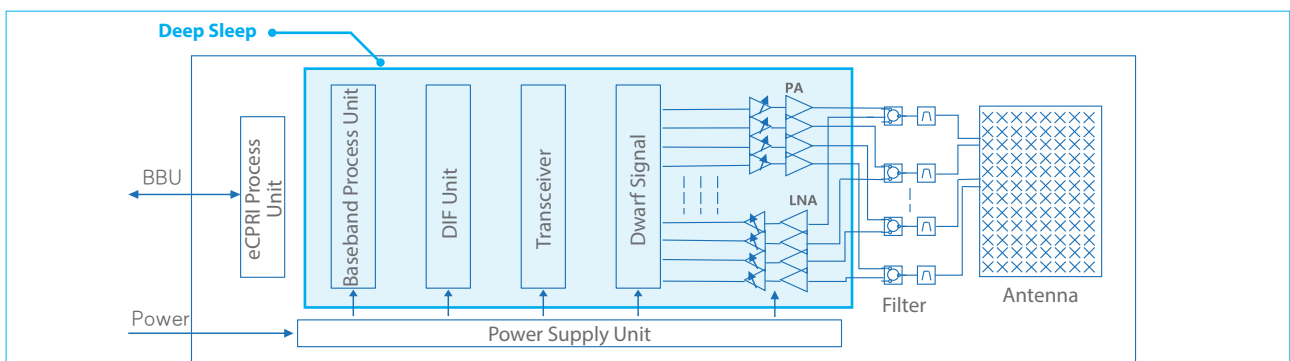 Deep Sleep
BBU
Power
eCPRI Process
Unit
Baseband Process Unit
DIF Unit
Transceiver
Dwarf Signal
PA
LNA
Filter
Antenna
Power Supply Unit